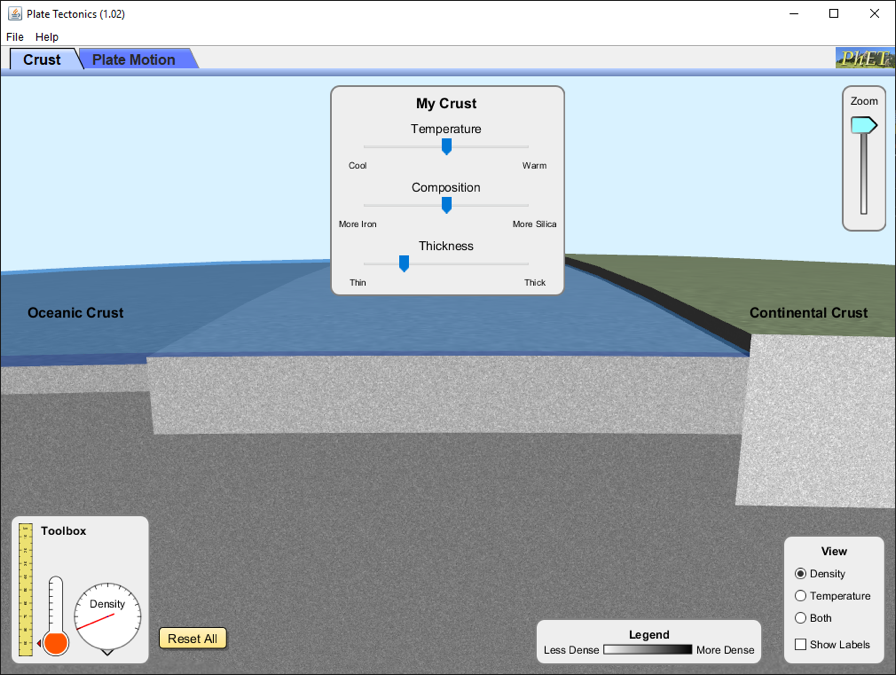 Plate Tectonics (1.02)
File Help
Crust Plate Motion
PhET
My Crust
Temperature
Cool Warm
Composition
More Iron More Silica
Thickness
Thin Thick
Zoom
Oceanic Crust
Continental Crust
Toolbox
Density
Reset All
Legend
Less Dense More Dense
View
Density
Temperature
Both
Show Labels